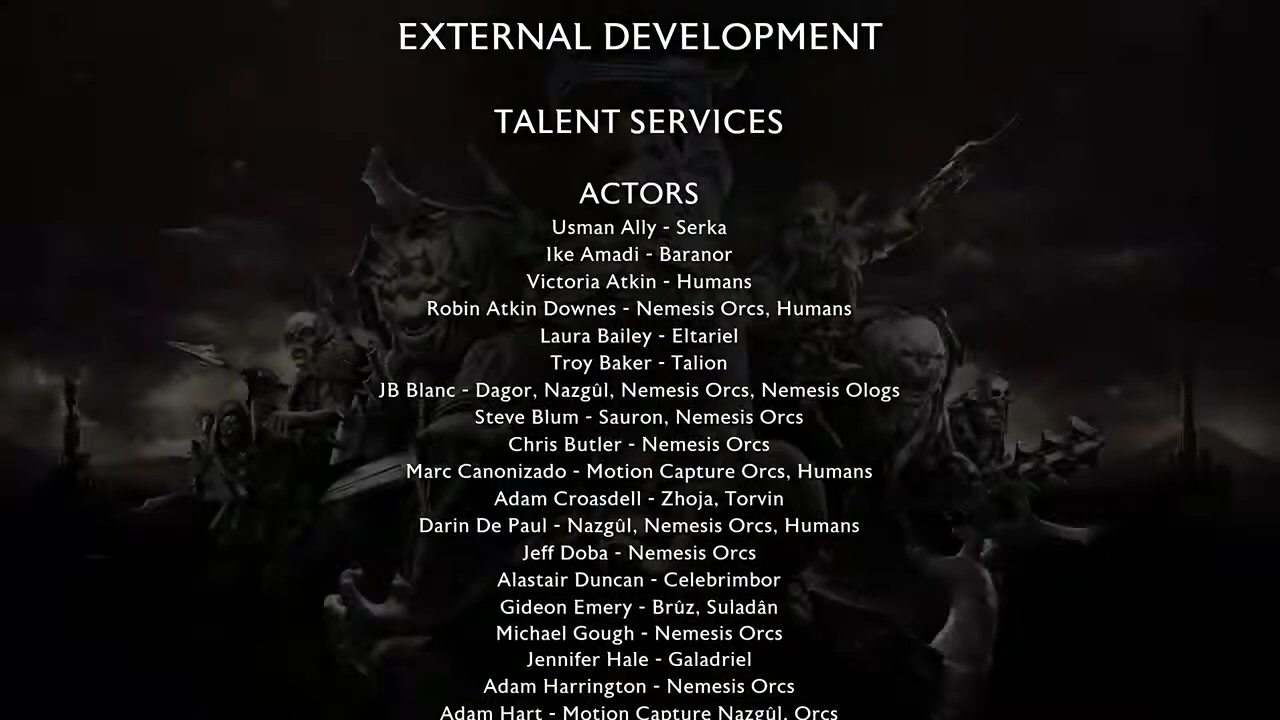 EXTERNAL DEVELOPMENT
TALENT SERVICES
ACTORS
Usman Ally - Serka
Ike Amadi - Baranor
Victoria Atkin - Humans
Robin Atkin Downes - Nemesis Orcs, Humans
Laura Bailey - Eltariel
Troy Baker - Talion
JB Blanc - Dagor, Nazgûl, Nemesis Orcs, Nemesis Ologs
Steve Blum - Sauron, Nemesis Orcs
Chris Butler - Nemesis Orcs
Marc Canonizado - Motion Capture Orcs, Humans
Adam Croasdell - Zhoja, Torvin
Darin De Paul - Nazgûl, Nemesis Orcs, Humans
Jeff Doba - Nemesis Orcs
Alastair Duncan - Celebrimbor
Gideon Emery - Brûz, Suladân
Michael Gough - Nemesis Orcs
Jennifer Hale - Galadriel
Adam Harrington - Nemesis Orcs
Adam Hart - Motion Capture Nazgûl, Orcs